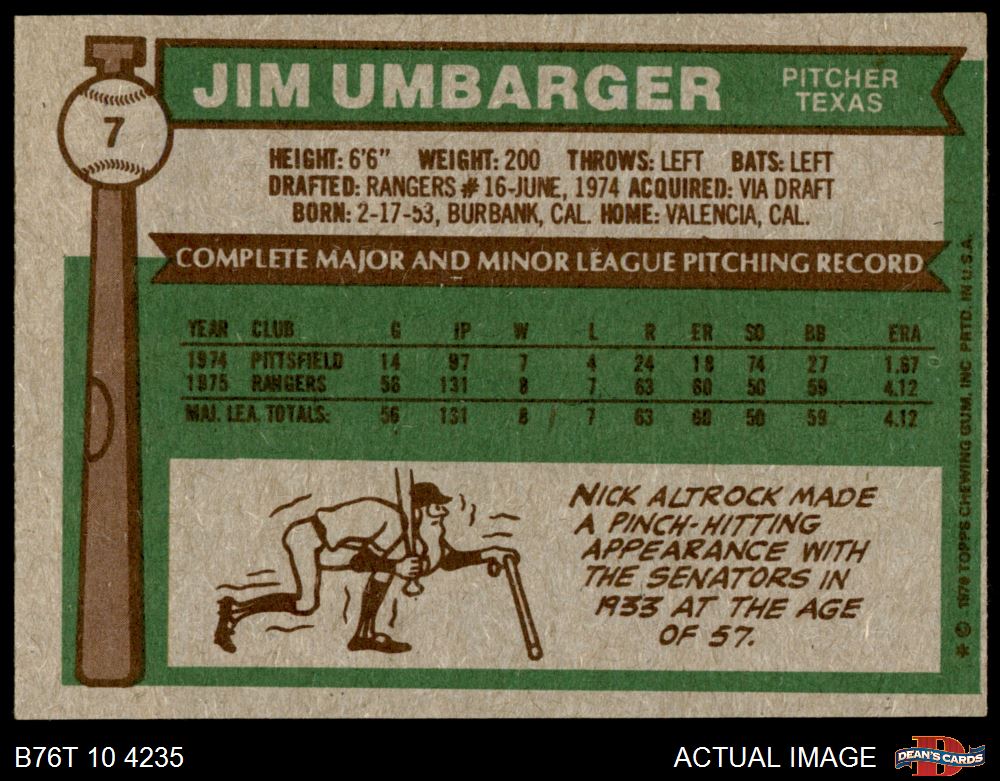 JIM UMBARGER
PITCHER
TEXAS
7
HEIGHT: 6'6" WEIGHT: 200 THROWS: LEFT BATS: LEFT
DRAFTED: RANGERS # 16-JUNE, 1974 ACQUIRED: VIA DRAFT
BORN: 2-17-53, BURBANK, CAL. HOME: VALENCIA, CAL.
COMPLETE MAJOR AND MINOR LEAGUE PITCHING RECORD
YEAR CLUB G IP W L R ER SO BB ERA
1974 PITTSFIELD 14 97 7 4 24 18 74 27 1.67
1975 RANGERS 56 131 8 7 63 60 50 59 4.12
MAJ. LEA. TOTALS: 56 131 8 7 63 60 50 59 4.12
NICK ALTROCK MADE
A PINCH-HITTING
APPEARANCE WITH
THE SENATORS IN
1933 AT THE AGE
OF 57.
* © 1976 TOPPS CHEWING GUM, INC PRTD. IN U.S.A.
B76T 10 4235
ACTUAL IMAGE
D
DEAN'S CARDS